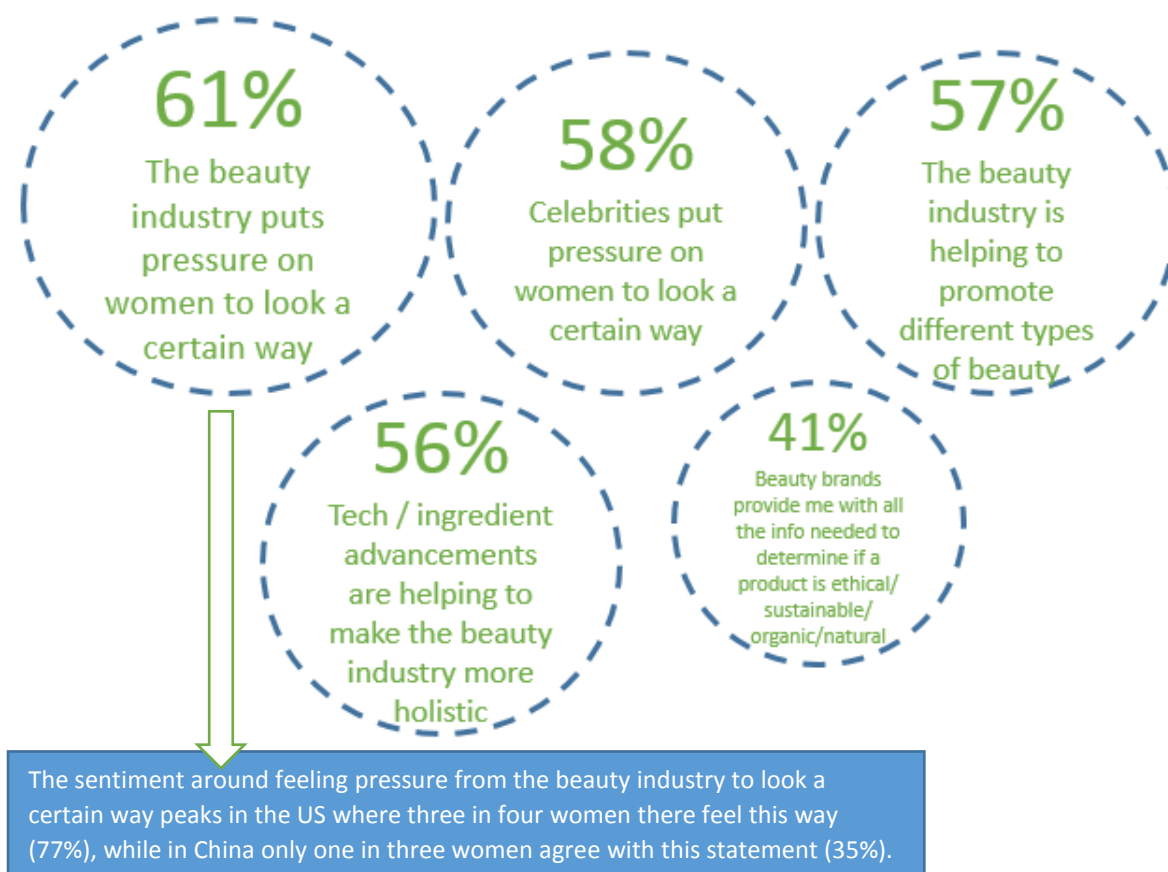 61%
The beauty
industry puts
pressure on
women to look a
certain way
58%
Celebrities put
pressure on
women to look a
certain way
57%
The beauty
industry is
helping to
promote
different types
of beauty
56%
Tech / ingredient
advancements
are helping to
make the beauty
industry more
holistic
41%
Beauty brands
provide me with all
the info needed to
determine if a
product is ethical/
sustainable/
organic/natural
The sentiment around feeling pressure from the beauty industry to look a
certain way peaks in the US where three in four women there feel this way
(77%), while in China only one in three women agree with this statement (35%).